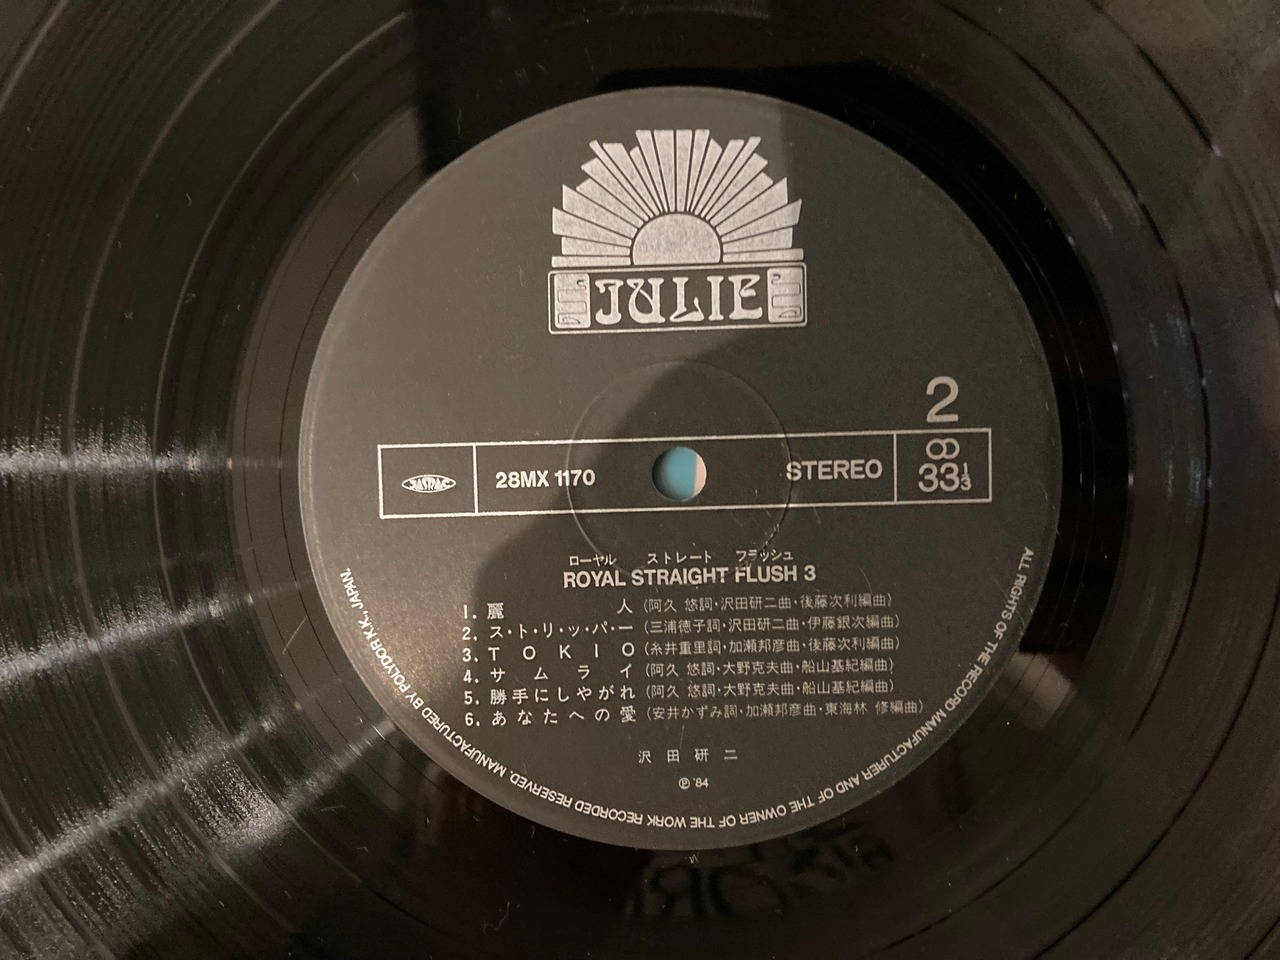 JULIE
2
JASRAC
28MX 1170
STEREO
33 1/3
ローヤル ストレート フラッシュ
ROYAL STRAIGHT FLUSH 3
1. 麗人 (阿久 悠詞・沢田研二曲・後藤次利編曲)
2. ス・ト・リ・ッ・パ・ー (三浦徳子詞・沢田研二曲・伊藤銀次編曲)
3. TOKIO (糸井重里詞・加瀬邦彦曲・後藤次利編曲)
4. サムライ (阿久 悠詞・大野克夫曲・船山基紀編曲)
5. 勝手にしやがれ (阿久 悠詞・大野克夫曲・船山基紀編曲)
6. あなたへの愛 (安井かずみ詞・加瀬邦彦曲・東海林 修編曲)
沢田研二
Ⓟ '84
ALL RIGHTS OF THE RECORD MANUFACTURER AND OF THE OWNER OF THE WORK RECORDED RESERVED. MANUFACTURED BY POLYDOR K.K., JAPAN.